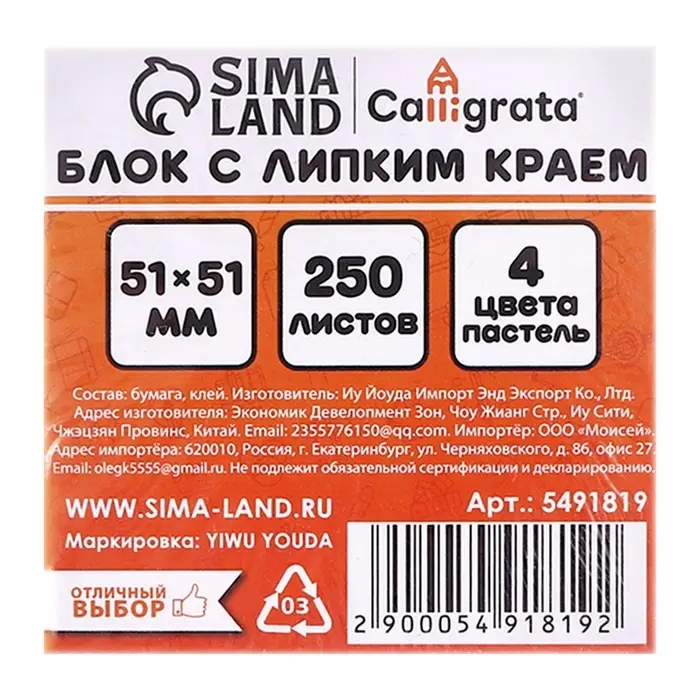 SIMA LAND
Calligrata®
БЛОК С ЛИПКИМ КРАЕМ
51×51 ММ
250 ЛИСТОВ
4 цвета пастель
Состав: бумага, клей. Изготовитель: Иу Йоуда Импорт Энд Экспорт Ко., Лтд.
Адрес изготовителя: Экономик Девелопмент Зон, Чоу Жианг Стр., Иу Сити,
Чжэцзян Провинс, Китай. Email: 2355776150@qq.com. Импортёр: ООО «Моисей».
Адрес импортёра: 620010, Россия, г. Екатеринбург, ул. Черняховского, д. 86, офис 27.
Email: olegk5555@gmail.ru. Не подлежит обязательной сертификации и декларированию.
WWW.SIMA-LAND.RU
Арт.: 5491819
Маркировка: YIWU YOUDA
ОТЛИЧНЫЙ ВЫБОР
03
2 900054 918192